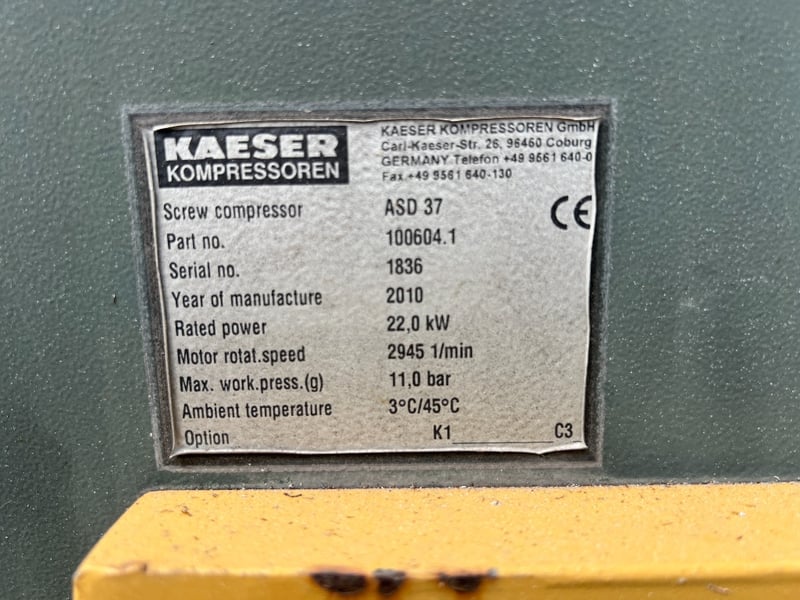 KAESER
KOMPRESSOREN
KAESER KOMPRESSOREN GmbH
Carl-Kaeser-Str. 26, 96450 Coburg
GERMANY Telefon +49 9561 640-0
Fax +49 9561 640-130
Screw compressor ASD 37
CE
Part no. 100604.1
Serial no. 1836
Year of manufacture 2010
Rated power 22,0 kW
Motor rotat.speed 2945 1/min
Max. work.press.(g) 11,0 bar
Ambient temperature 3°C/45°C
Option K1________C3